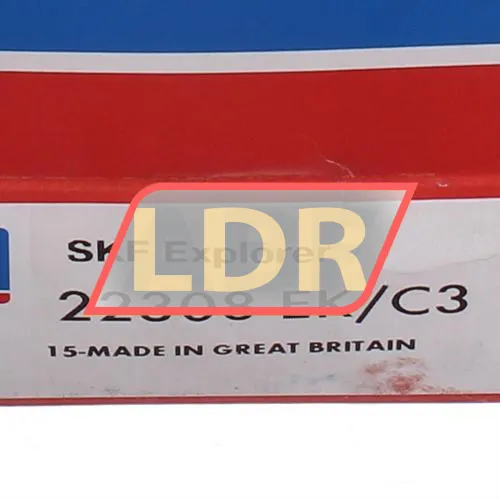 SKF Explorer
LDR
22308 EK/C3
15-MADE IN GREAT BRITAIN